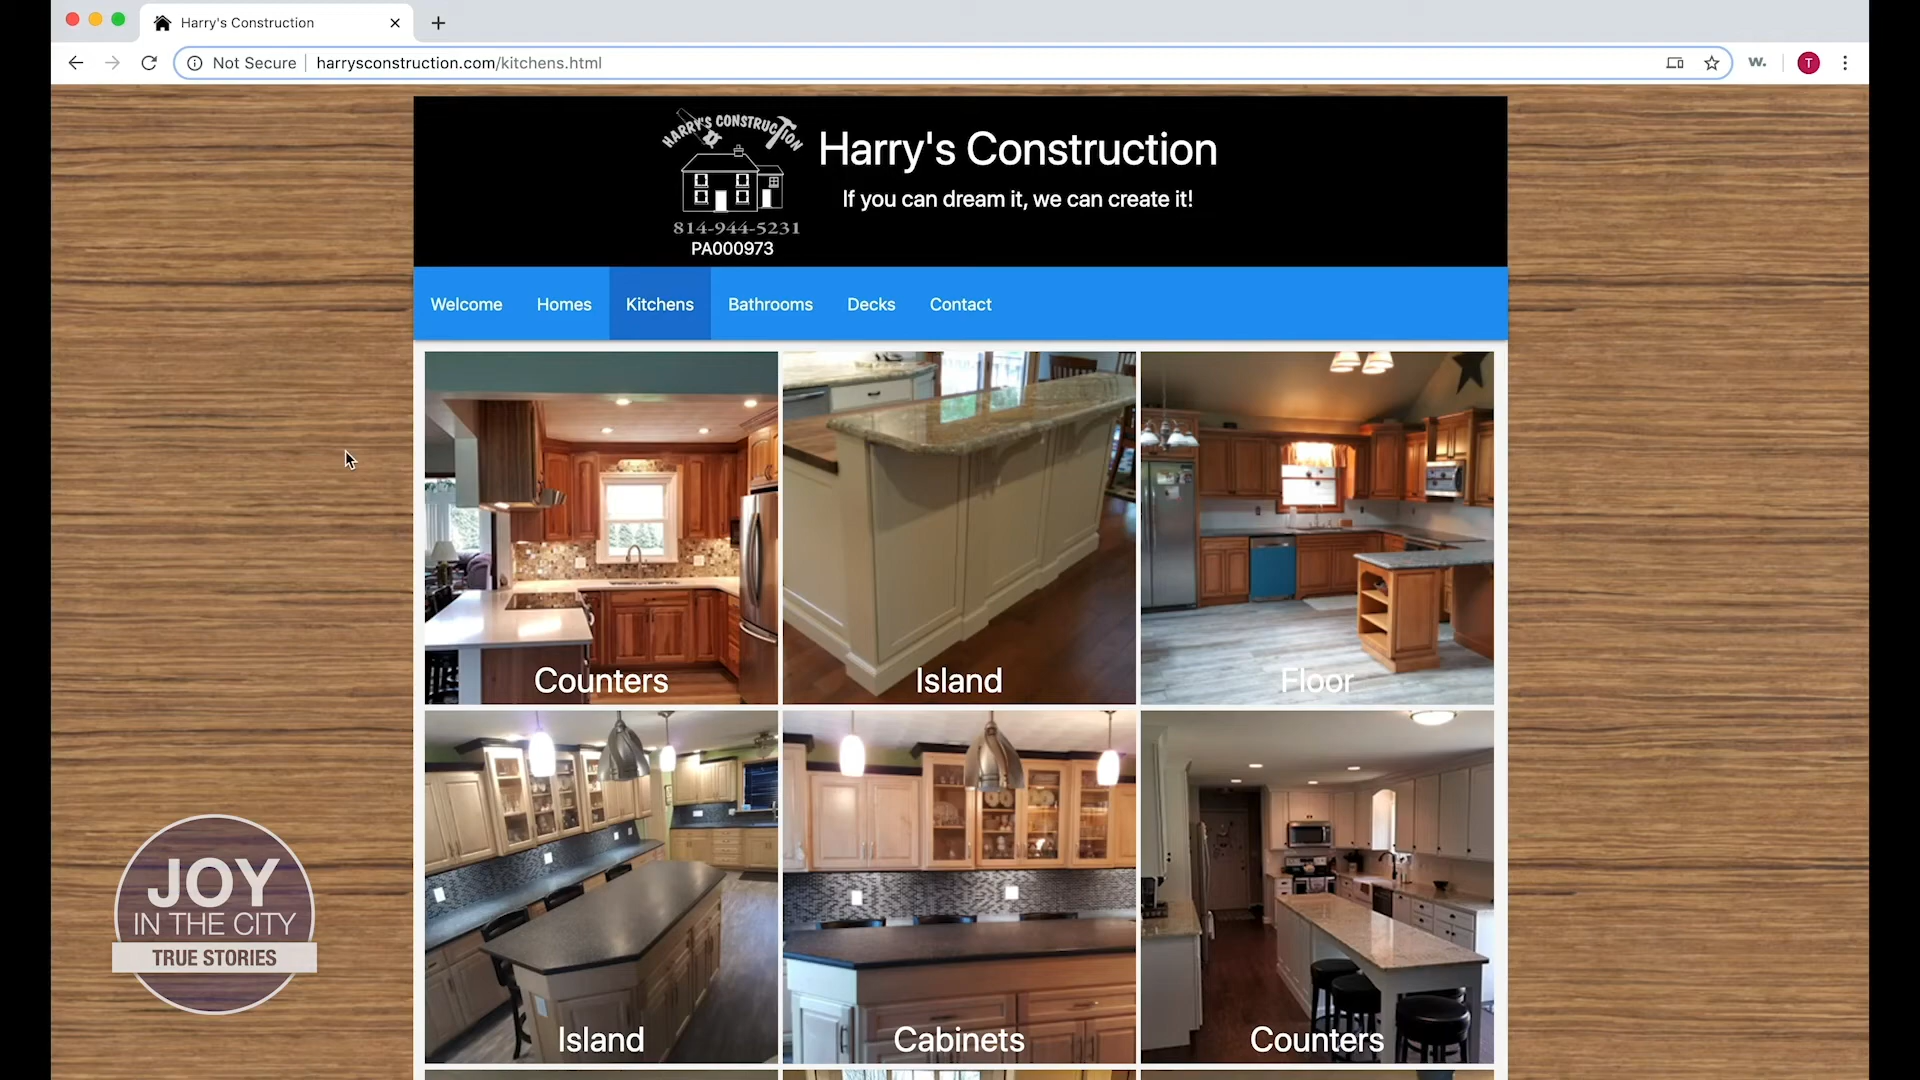 Harry's Construction
Not Secure
harrysconstruction.com/kitchens.html
w.
T
HARRY'S CONSTRUCTION
814-944-5231
PA000973
Harry's Construction
If you can dream it, we can create it!
Welcome
Homes
Kitchens
Bathrooms
Decks
Contact
Counters
Island
Floor
Island
Cabinets
Counters
JOY
IN THE CITY
TRUE STORIES